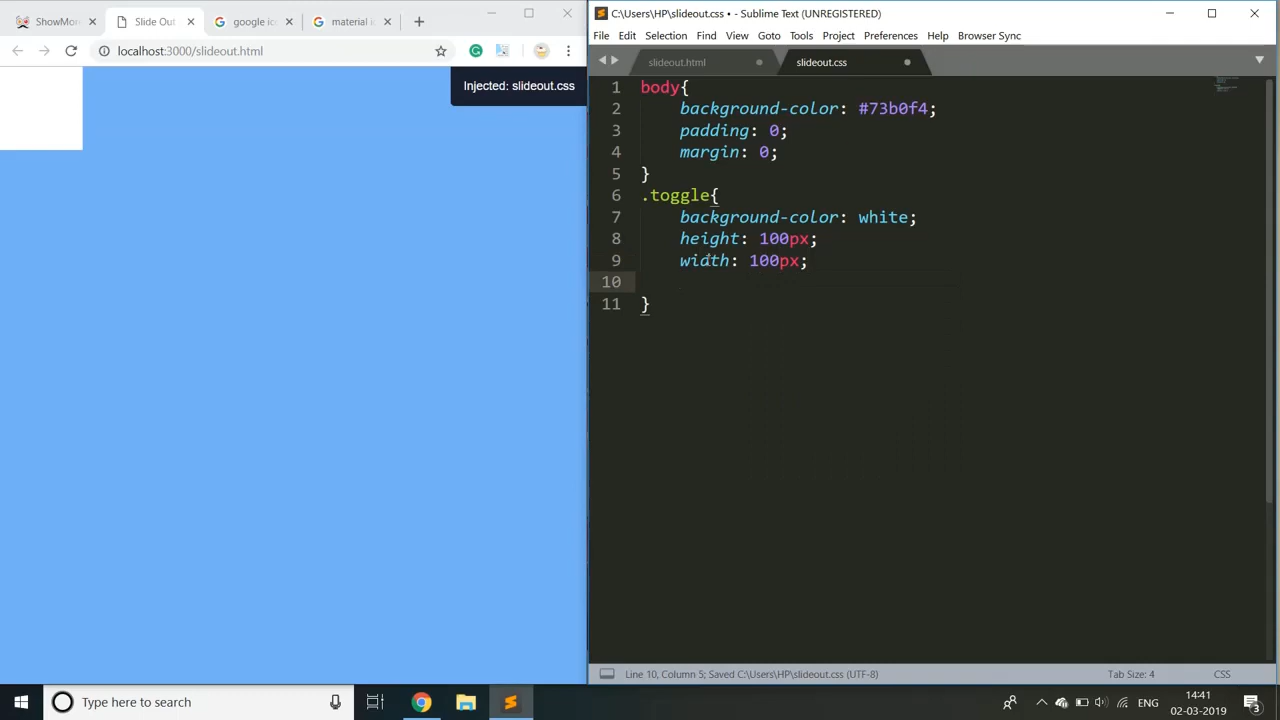 ShowMor
Slide Out
google ic
material i
localhost:3000/slideout.html
Injected: slideout.css
C:\Users\HP\slideout.css • - Sublime Text (UNREGISTERED)
File Edit Selection Find View Goto Tools Project Preferences Help Browser Sync
slideout.html
slideout.css
1 body{
2 background-color: #73b0f4;
3 padding: 0;
4 margin: 0;
5 }
6 .toggle{
7 background-color: white;
8 height: 100px;
9 width: 100px;
10
11 }
Line 10, Column 5; Saved C:\Users\HP\slideout.css (UTF-8)
Tab Size: 4
CSS
Type here to search
ENG
14:41
02-03-2019
3